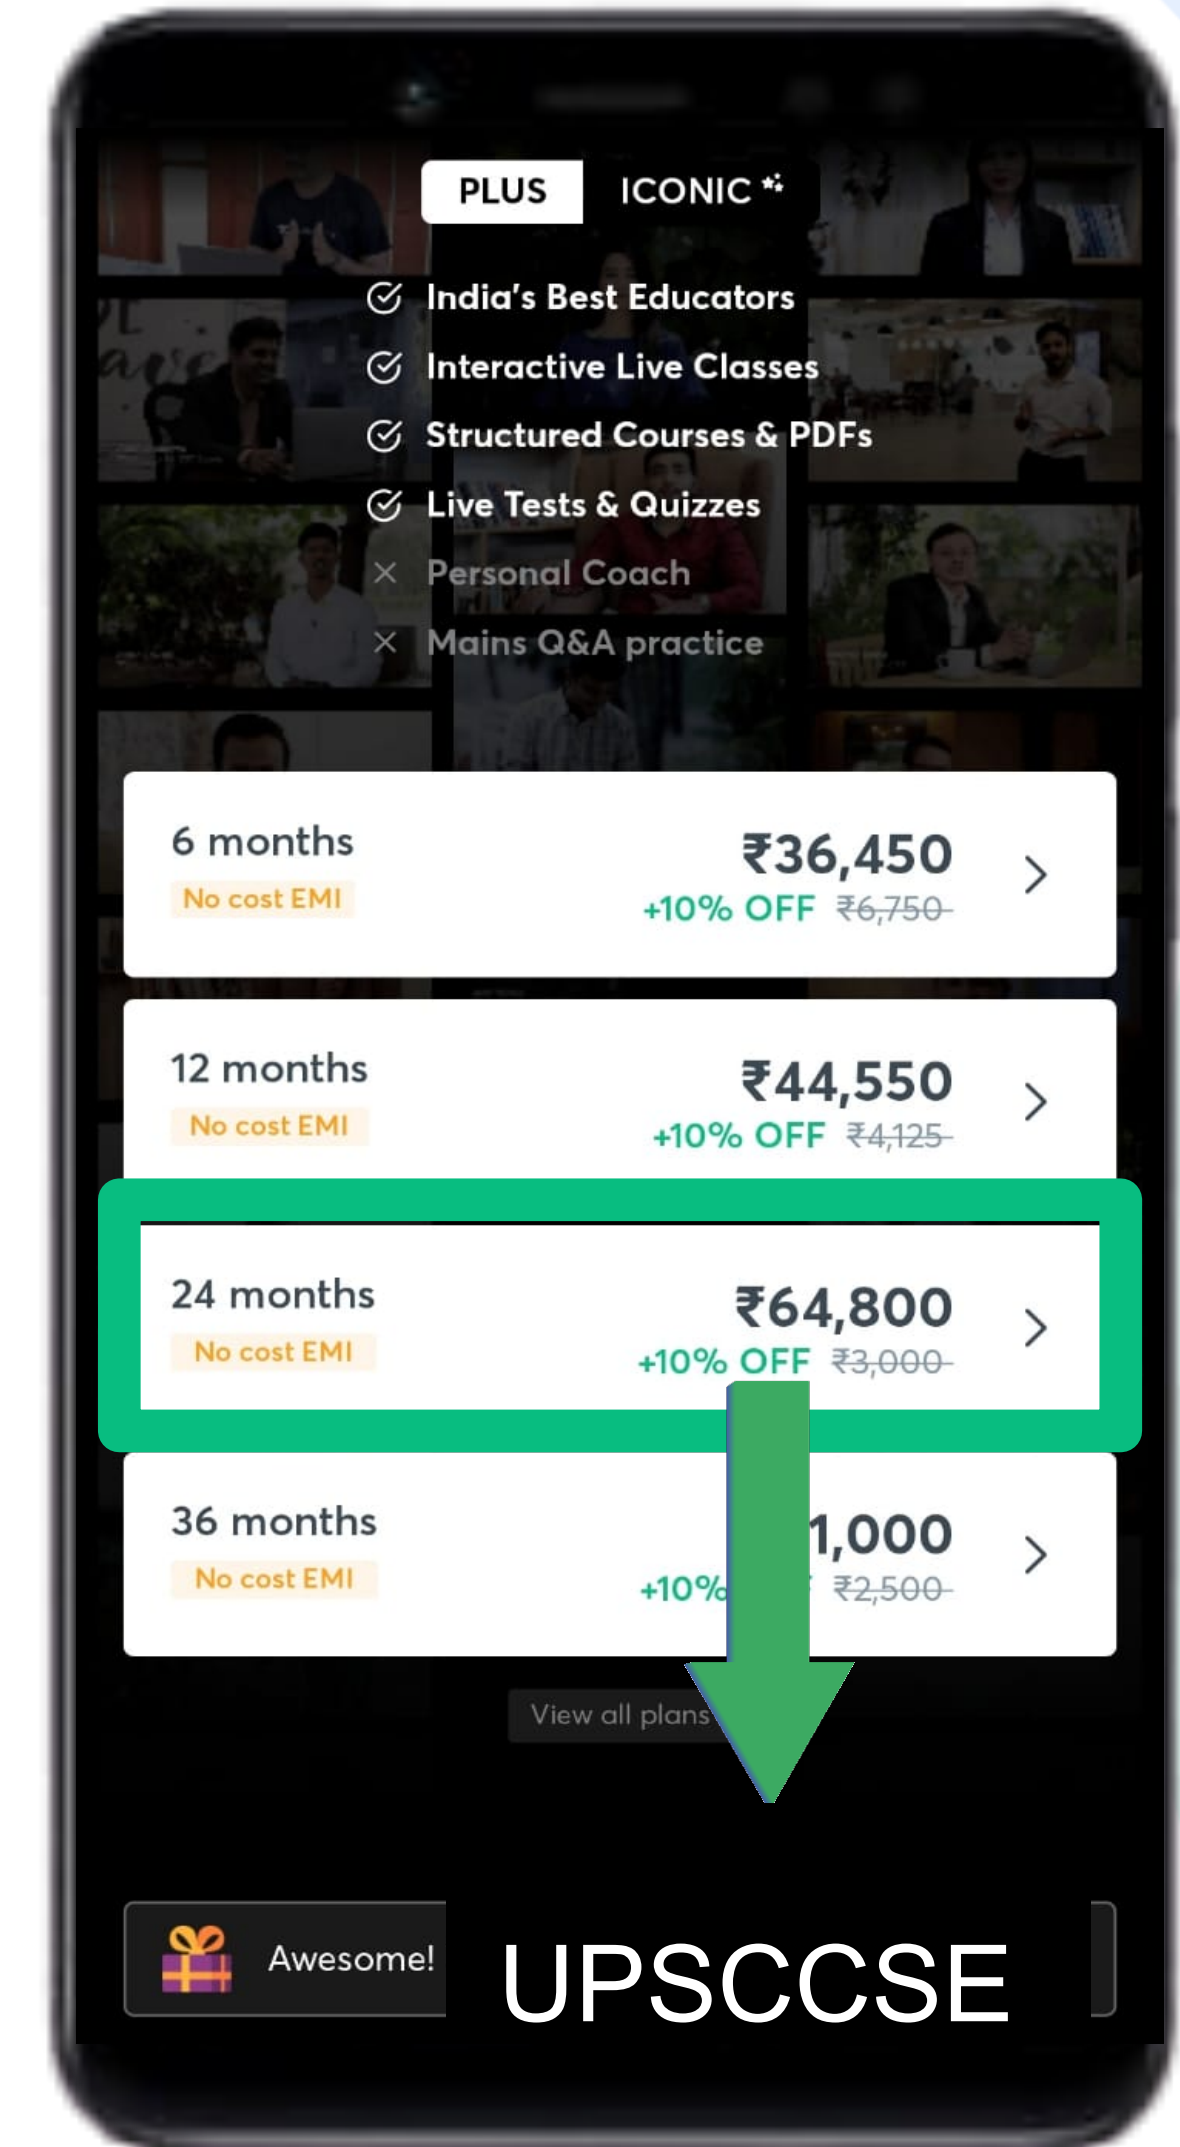 PLUS ICONIC
India's Best Educators
Interactive Live Classes
Structured Courses & PDFs
Live Tests & Quizzes
Personal Coach
Mains Q&A practice
6 months ₹36,450
No cost EMI +10% OFF ₹6,750
12 months ₹44,550
No cost EMI +10% OFF ₹4,125
24 months ₹64,800
No cost EMI +10% OFF ₹3,000
36 months 1,000
No cost EMI +10% ₹2,500
View all plans
Awesome! UPSCCSE